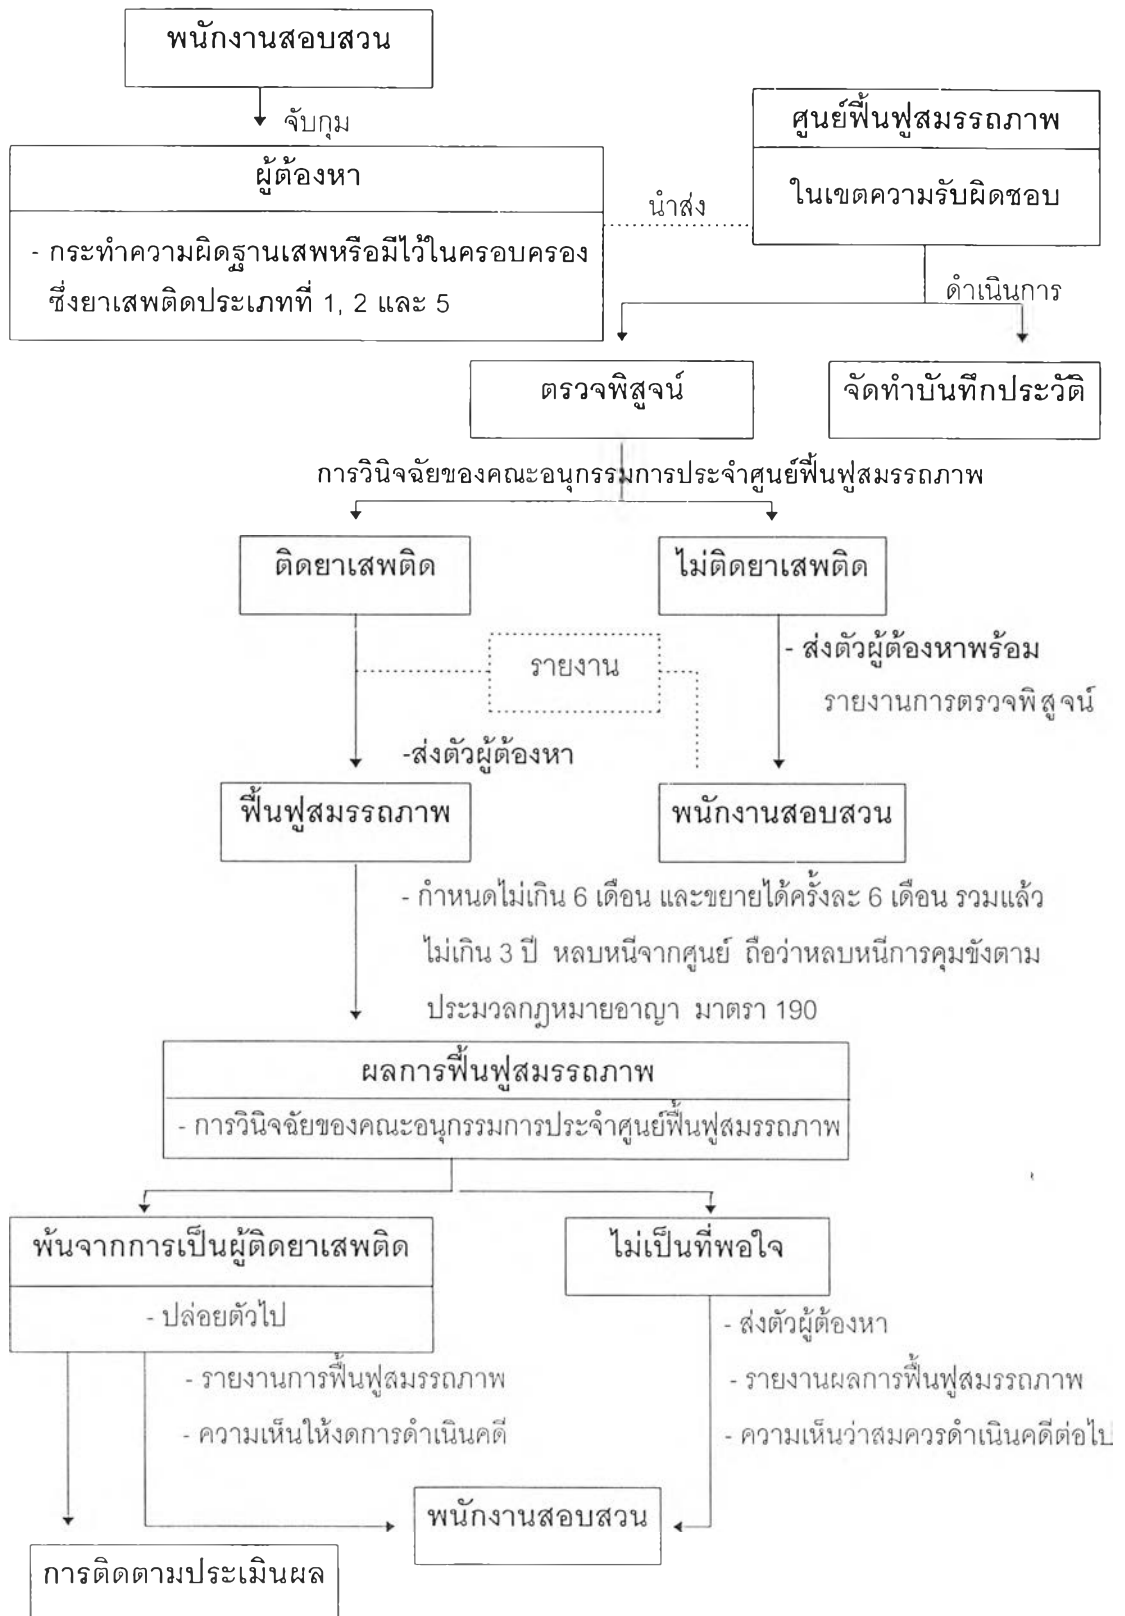 พนักงานสอบสวน
จับกุม
ศูนย์ฟื้นฟูสมรรถภาพ
ในเขตความรับผิดชอบ
ผู้ต้องหา
นำส่ง
- กระทำความผิดฐานเสพหรือมีไว้ในครอบครอง
ซึ่งยาเสพติดประเภทที่ 1, 2 และ 5
ดำเนินการ
ตรวจพิสูจน์
จัดทำบันทึกประวัติ
การวินิจฉัยของคณะอนุกรรมการประจำศูนย์ฟื้นฟูสมรรถภาพ
ติดยาเสพติด
ไม่ติดยาเสพติด
รายงาน
- ส่งตัวผู้ต้องหาพร้อม
รายงานการตรวจพิสูจน์
-ส่งตัวผู้ต้องหา
ฟื้นฟูสมรรถภาพ
พนักงานสอบสวน
- กำหนดไม่เกิน 6 เดือน และขยายได้ครั้งละ 6 เดือน รวมแล้ว
ไม่เกิน 3 ปี หลบหนีจากศูนย์ ถือว่าหลบหนีการคุมขังตาม
ประมวลกฎหมายอาญา มาตรา 190
ผลการฟื้นฟูสมรรถภาพ
- การวินิจฉัยของคณะอนุกรรมการประจำศูนย์ฟื้นฟูสมรรถภาพ
พ้นจากการเป็นผู้ติดยาเสพติด
ไม่เป็นที่พอใจ
- ปล่อยตัวไป
- ส่งตัวผู้ต้องหา
- รายงานการฟื้นฟูสมรรถภาพ
- รายงานผลการฟื้นฟูสมรรถภาพ
- ความเห็นให้งดการดำเนินคดี
- ความเห็นว่าสมควรดำเนินคดีต่อไป
พนักงานสอบสวน
การติดตามประเมินผล